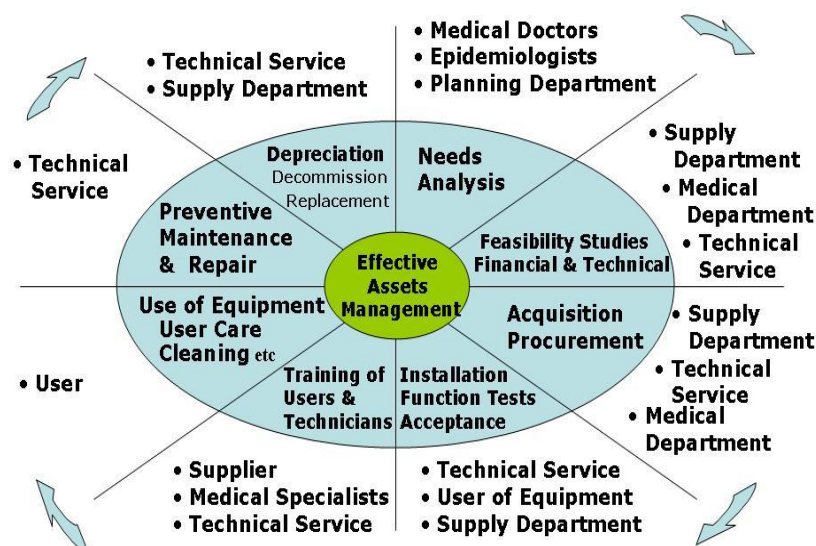 • Technical Service
• Supply Department
• Medical Doctors
• Epidemiologists
• Planning Department
• Technical
Service
• Supply
Department
• Medical
Department
• Technical
Service
Depreciation
Decommission
Replacement
Needs
Analysis
Preventive
Maintenance
& Repair
Feasibility Studies
Financial & Technical
Effective
Assets
Management
Use of Equipment
User Care
Cleaning etc
Acquisition
Procurement
• Supply
Department
• Technical
Service
• Medical
Department
• User
Training of
Users &
Technicians
Installation
Function Tests
Acceptance
• Supplier
• Medical Specialists
• Technical Service
• Technical Service
• User of Equipment
• Supply Department